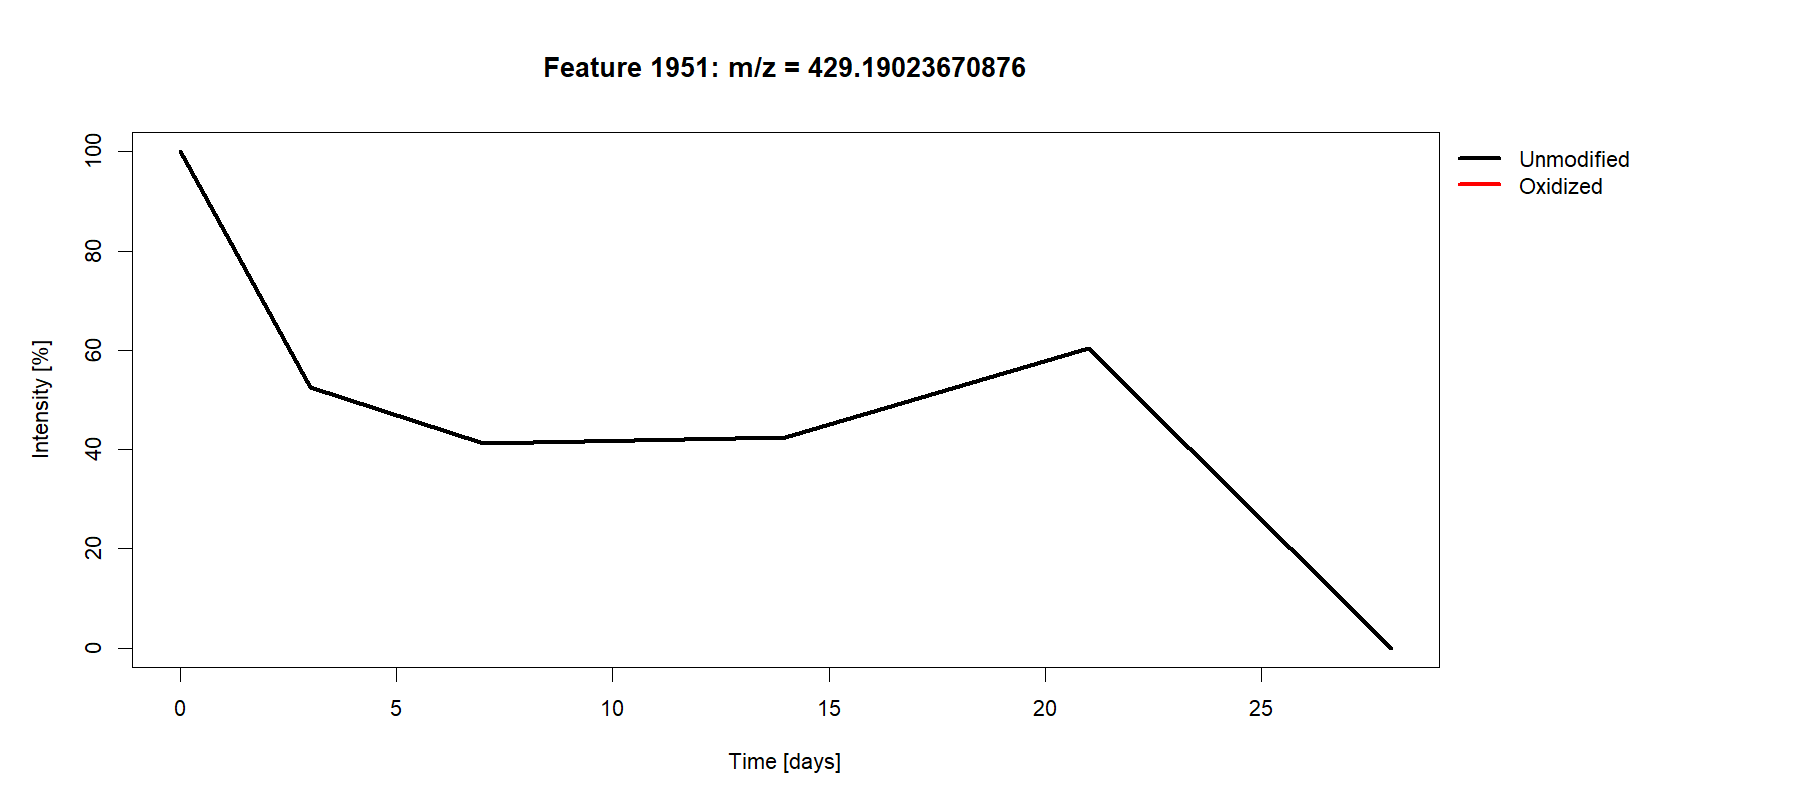 Feature 1951: m/z = 429.19023670876
Unmodified
Oxidized
Intensity [%]
100
80
60
40
20
0
0 5 10 15 20 25
Time [days]